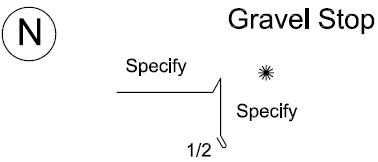 N
Gravel Stop
Specify
*
Specify
1/2